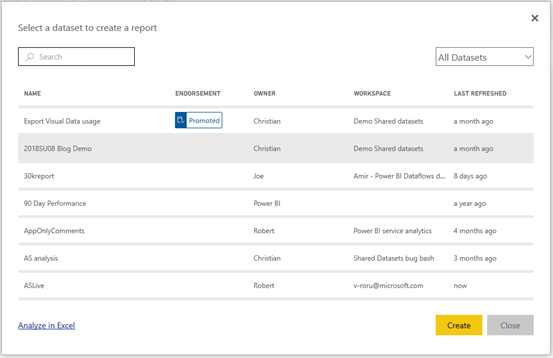 Select a dataset to create a report
Search
All Datasets
NAME ENDORSEMENT OWNER WORKSPACE LAST REFRESHED
Export Visual Data usage Promoted Christian Demo Shared datasets a month ago
2018SU08 Blog Demo Christian Demo Shared datasets a month ago
30kreport Joe Amir - Power BI Dataflows d... 8 days ago
90 Day Performance Power BI a year ago
AppOnlyComments Robert Power BI service analytics 4 months ago
AS analysis Christian Shared Datasets bug bash 3 months ago
ASLive Robert v-roru@microsoft.com now
Analyze in Excel Create Close